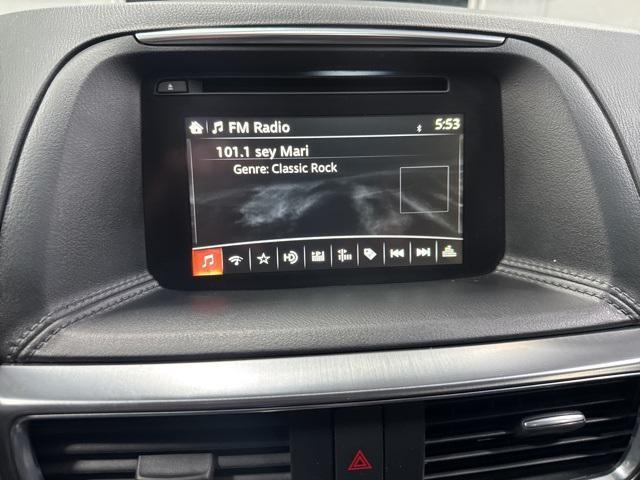 FM Radio
5:53
101.1 sey Mari
Genre: Classic Rock